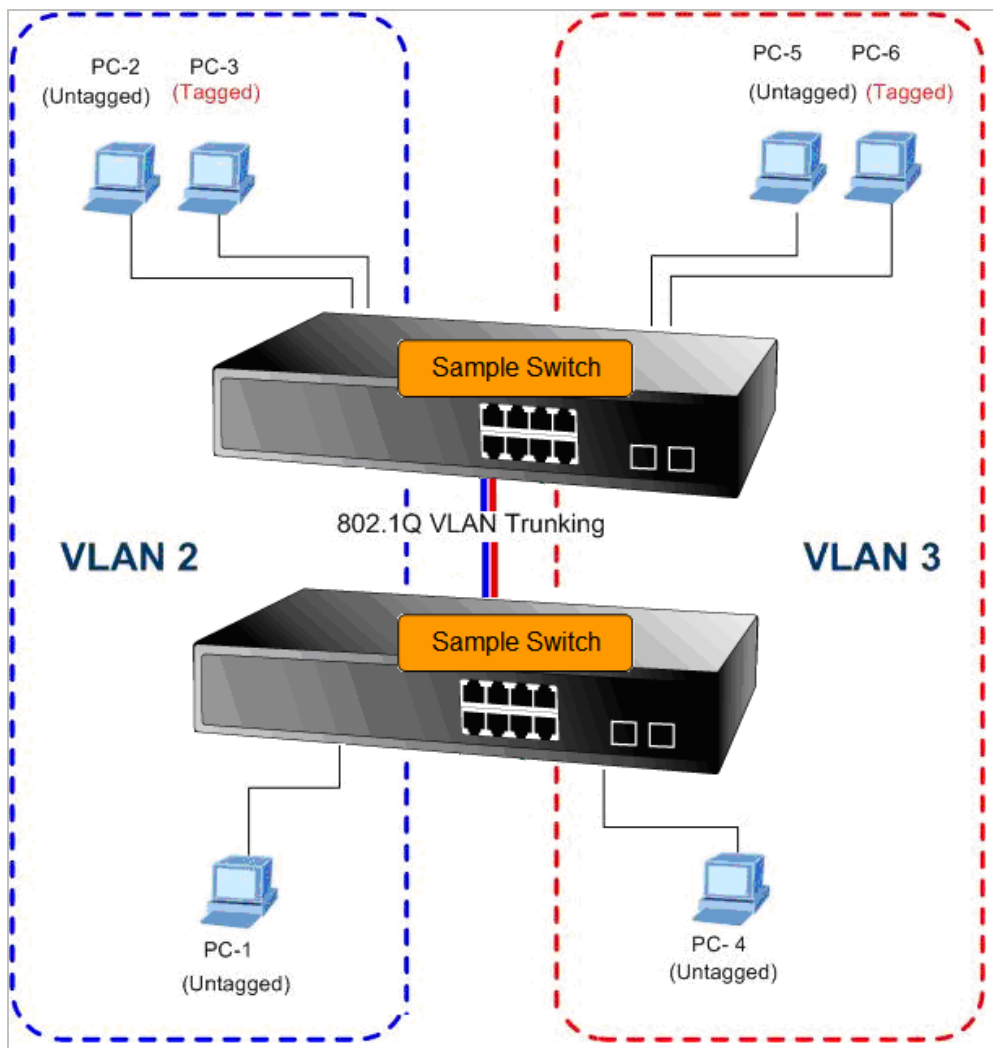 PC-2
(Untagged)
PC-3
(Tagged)
PC-5
(Untagged)
PC-6
(Tagged)
Sample Switch
802.1Q VLAN Trunking
VLAN 2
VLAN 3
Sample Switch
PC-1
(Untagged)
PC- 4
(Untagged)